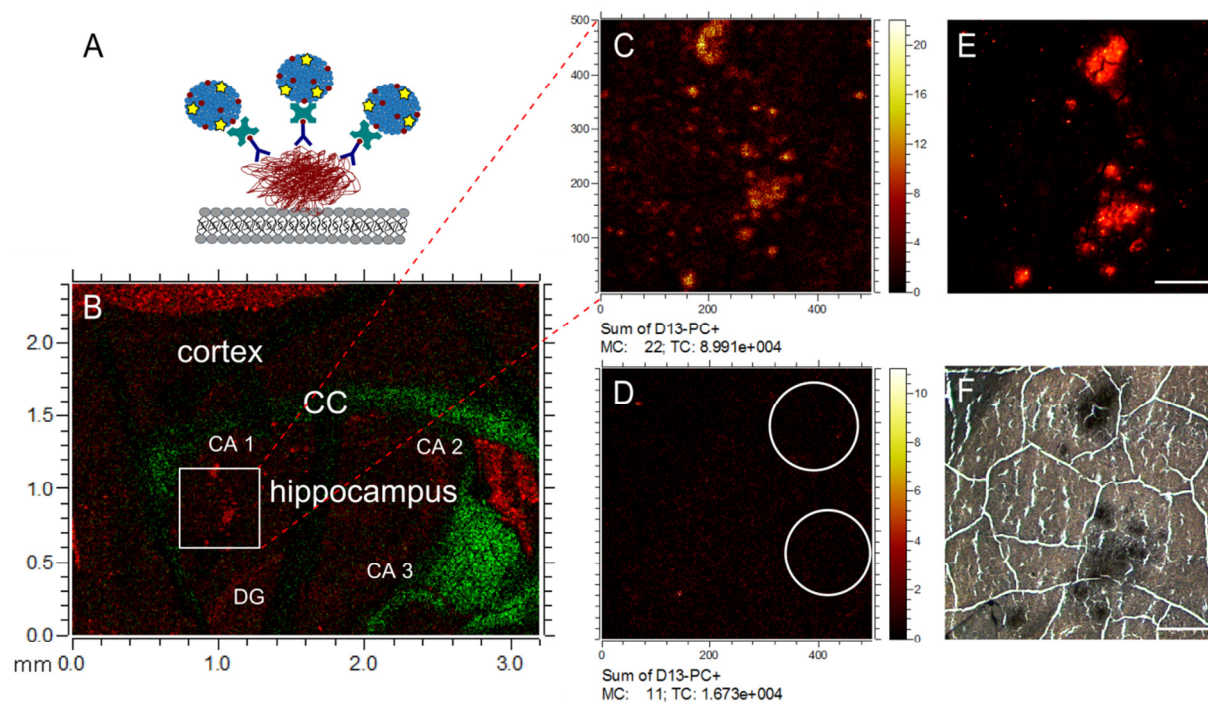 A
B
cortex
CC
CA 1
CA 2
hippocampus
CA 3
DG
2.0
1.5
1.0
0.5
0.0
mm 0.0 1.0 2.0 3.0
C
500
400
300
200
100
0 200 400
20
16
12
8
4
0
Sum of D13-PC+
MC: 22; TC: 8.991e+004
E
D
0 200 400
10
8
6
4
2
0
Sum of D13-PC+
MC: 11; TC: 1.673e+004
F